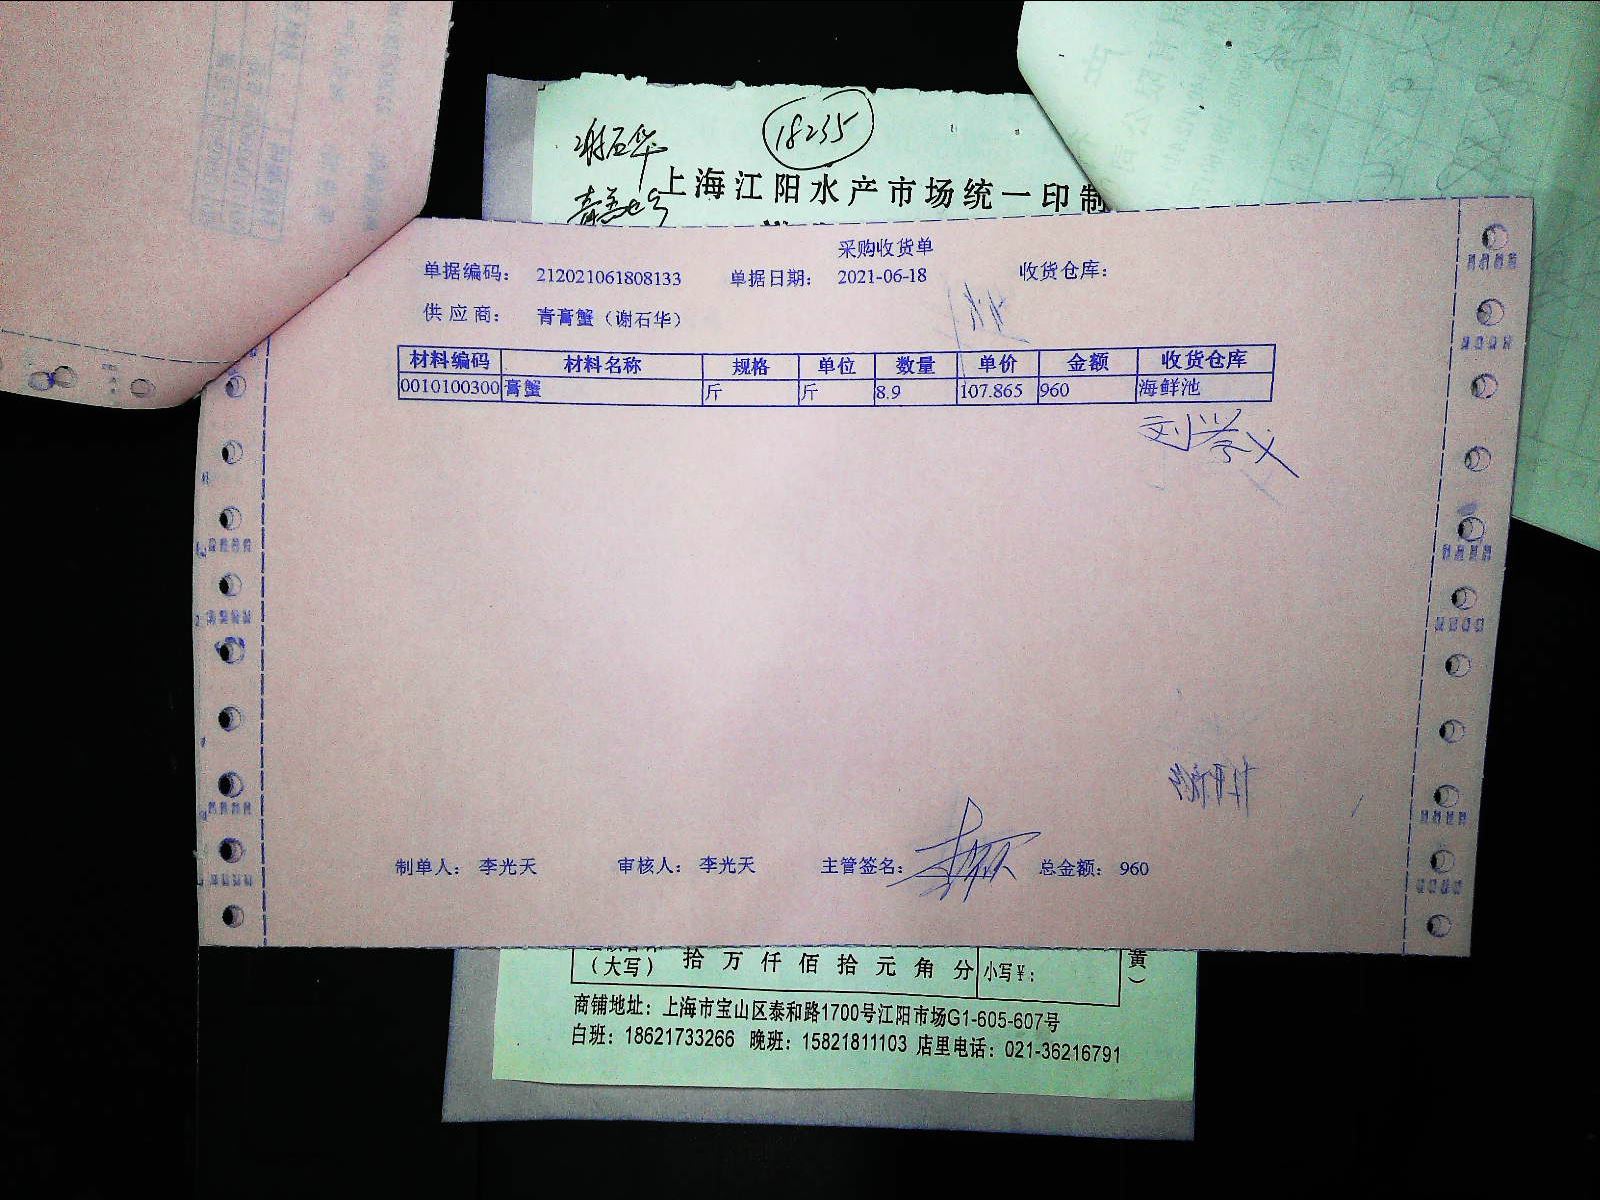 谢石华
18235
上海江阳水产市场统一印制
采购收货单
单据编码： 212021061808133 单据日期： 2021-06-18 收货仓库：
供应商： 青膏蟹（谢石华）
材料编码 材料名称 规格 单位 数量 单价 金额 收货仓库
0010100300 膏蟹 斤 斤 8.9 107.865 960 海鲜池
制单人： 李光天 审核人： 李光天 主管签名： 总金额： 960
（大写） 拾 万 仟 佰 拾 元 角 分 小写¥：
黄）
商铺地址：上海市宝山区泰和路1700号江阳市场G1-605-607号
白班：18621733266 晚班：15821811103 店里电话：021-36216791